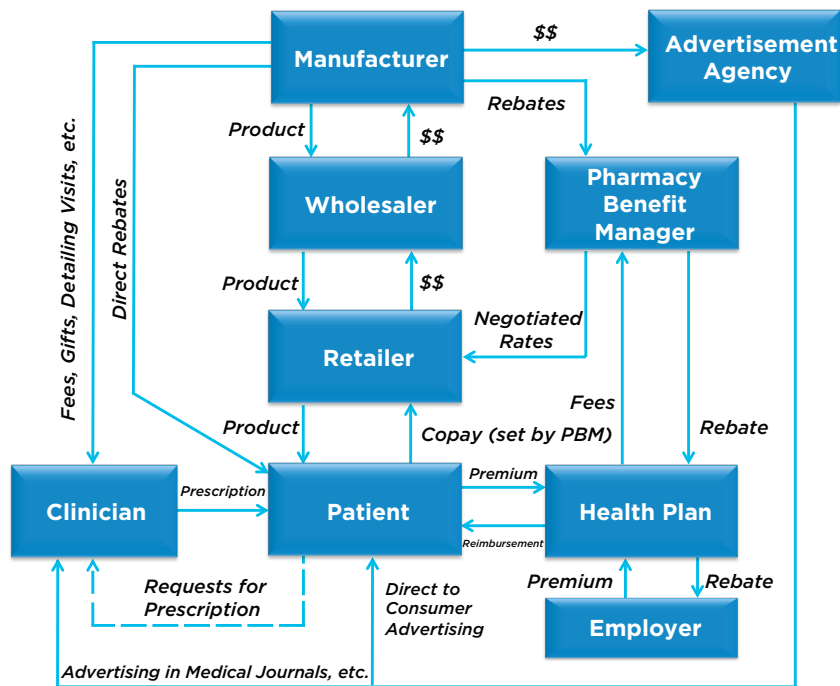 $$
Manufacturer
Advertisement
Agency
Rebates
Product
$$
Fees, Gifts, Detailing Visits, etc.
Direct Rebates
Wholesaler
Pharmacy
Benefit
Manager
Product
$$
Negotiated
Rates
Retailer
Fees
Product
Copay (set by PBM)
Rebate
Prescription
Premium
Clinician
Patient
Health Plan
Reimbursement
Requests for
Prescription
Direct to
Consumer
Advertising
Premium
Rebate
Employer
Advertising in Medical Journals, etc.